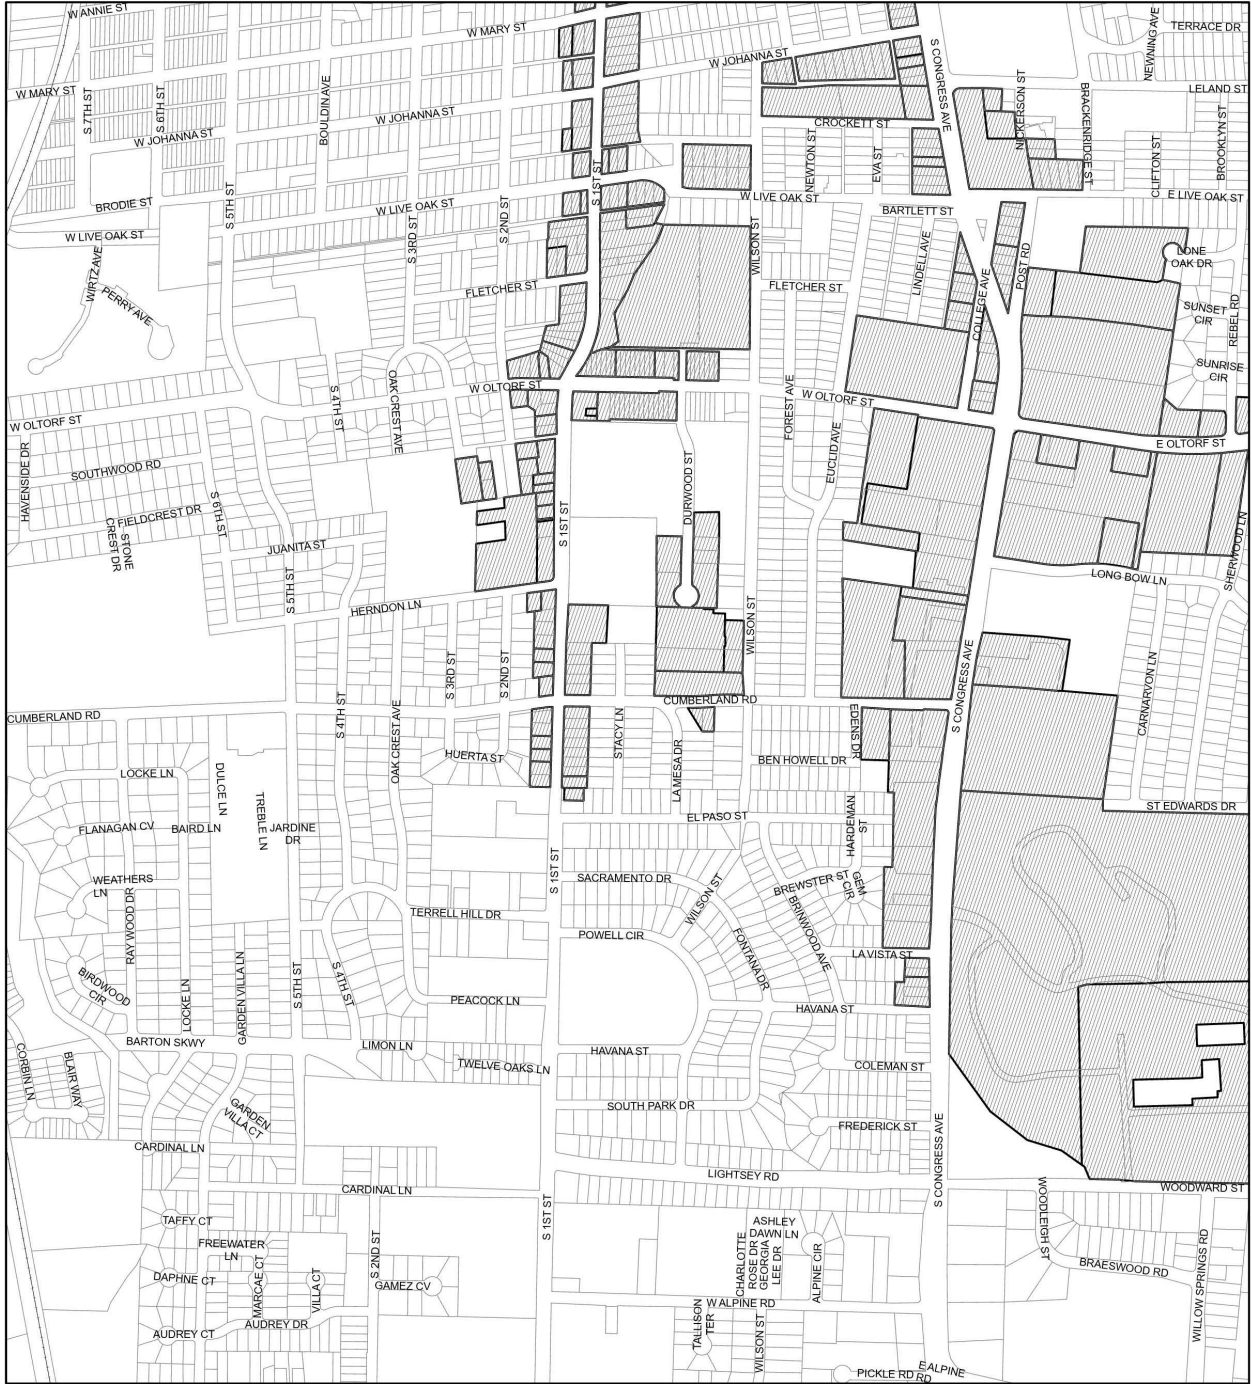 W ANNIE ST
W MARY ST
W JOHANNA ST
S CONGRESS AVE
NEWNING AVE
TERRACE DR
LELAND ST
W MARY ST
S 7TH ST
S 6TH ST
BOULDIN AVE
W JOHANNA ST
W JOHANNA ST
CROCKETT ST
NICKERSON ST
BRACKENRIDGE ST
CLIFTON ST
BROOKLYN ST
NEWTON ST
EVA ST
BRODIE ST
S 5TH ST
W LIVE OAK ST
S 3RD ST
S 2ND ST
S 1ST ST
W LIVE OAK ST
BARTLETT ST
E LIVE OAK ST
W LIVE OAK ST
WIRTZ AVE
PERRY AVE
WILSON ST
LINDELL AVE
COLLEGE AVE
POST RD
LONE
OAK DR
FLETCHER ST
FLETCHER ST
SUNSET
CIR
REBEL RD
SUNRISE
CIR
W OLTORF ST
S 4TH ST
OAK CREST AVE
W OLTORF ST
FOREST AVE
W OLTORF ST
EUCLID AVE
E OLTORF ST
HAVENSIDE DR
SOUTHWOOD RD
S 6TH ST
FIELDCREST DR
STONE
CREST DR
JUANITA ST
S 5TH ST
HERNDON LN
S 1ST ST
DURWOOD ST
WILSON ST
LONG BOW LN
SHERWOOD LN
S 3RD ST
S 2ND ST
S CONGRESS AVE
CARNARVON LN
CUMBERLAND RD
CUMBERLAND RD
S 4TH ST
OAK CREST AVE
HUERTA ST
STACY LN
LA MESA DR
EDENS DR
BEN HOWELL DR
LOCKE LN
DULCE LN
TREBLE LN
JARDINE
DR
FLANAGAN CV
BAIRD LN
EL PASO ST
HARDEMAN
ST
ST EDWARDS DR
WEATHERS
LN
RAY WOOD DR
S 1ST ST
SACRAMENTO DR
WILSON ST
BREWSTER ST
GEM
CIR
BRINWOOD AVE
TERRELL HILL DR
POWELL CIR
FONTANA DR
LA VISTA ST
BIRDWOOD
CIR
LOCKE LN
GARDEN VILLA LN
S 5TH ST
S 4TH ST
PEACOCK LN
HAVANA ST
BARTON SKWY
LIMON LN
TWELVE OAKS LN
HAVANA ST
COLEMAN ST
CORBIN LN
BLAIR WAY
GARDEN
VILLA CT
SOUTH PARK DR
FREDERICK ST
CARDINAL LN
S CONGRESS AVE
LIGHTSEY RD
CARDINAL LN
WOODWARD ST
TAFFY CT
FREEWATER
LN
S 2ND ST
S 1ST ST
CHARLOTTE
ROSE DR
GEORGIA
LEE DR
ASHLEY
DAWN LN
ALPINE CIR
WOODLEIGH ST
BRAESWOOD RD
WILLOW SPRINGS RD
DAPHNE CT
MARCAE CT
VILLA CT
GAMEZ CV
W ALPINE RD
AUDREY CT
AUDREY DR
TALLISON
TER
WILSON ST
PICKLE RD
E ALPINE
RD